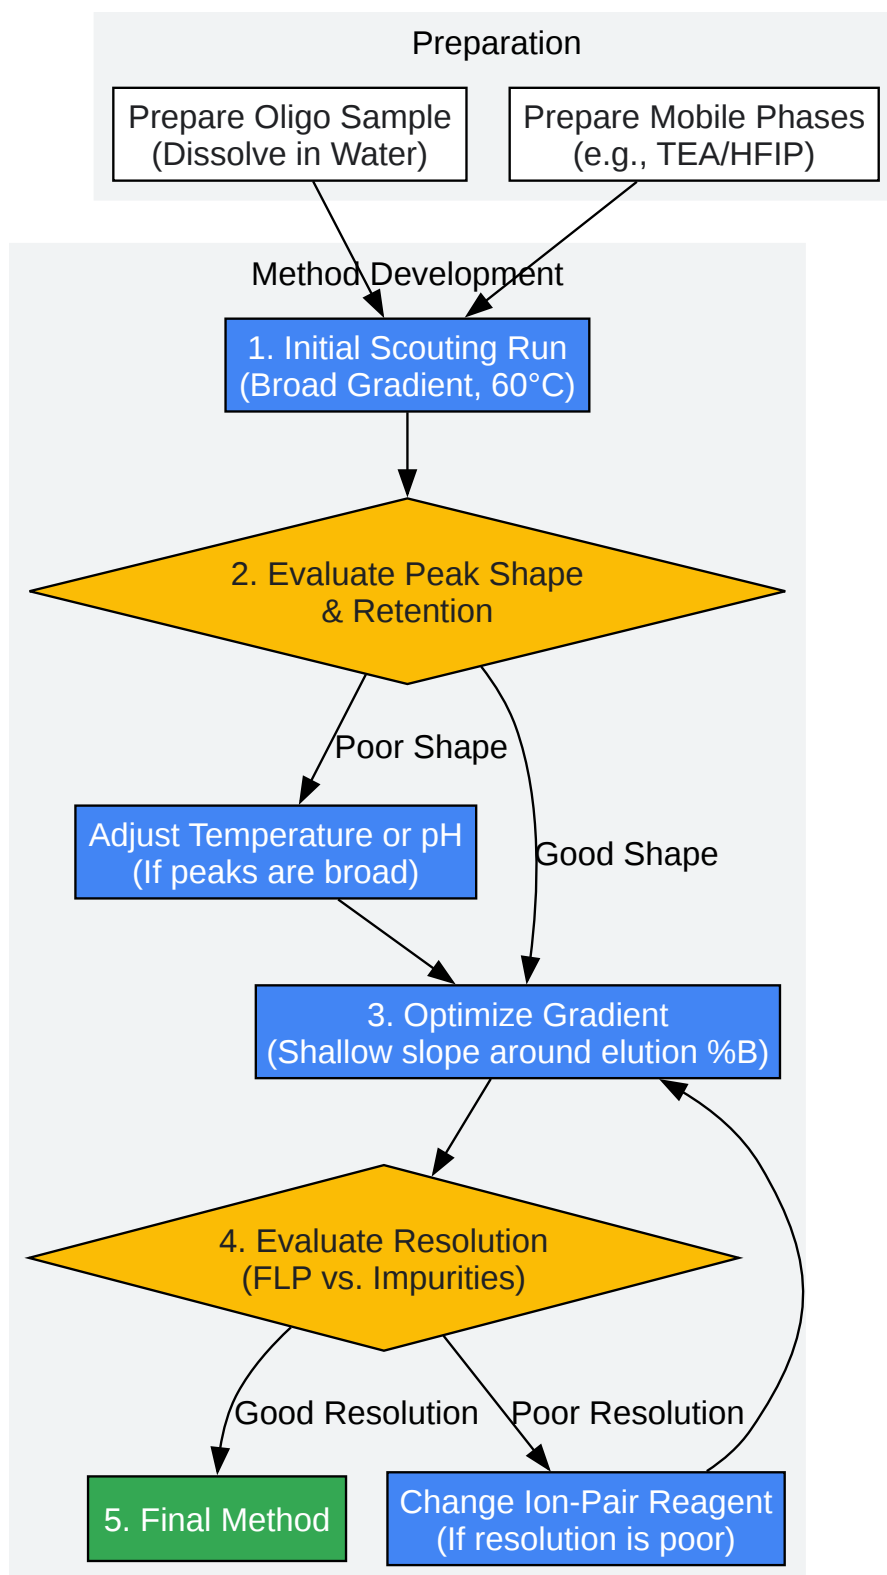 Preparation
Prepare Oligo Sample
(Dissolve in Water)
Prepare Mobile Phases
(e.g., TEA/HFIP)
Method Development
1. Initial Scouting Run
(Broad Gradient, 60°C)
2. Evaluate Peak Shape
& Retention
Poor Shape
Adjust Temperature or pH
(If peaks are broad)
Good Shape
3. Optimize Gradient
(Shallow slope around elution %B)
4. Evaluate Resolution
(FLP vs. Impurities)
Good Resolution
Poor Resolution
5. Final Method
Change Ion-Pair Reagent
(If resolution is poor)